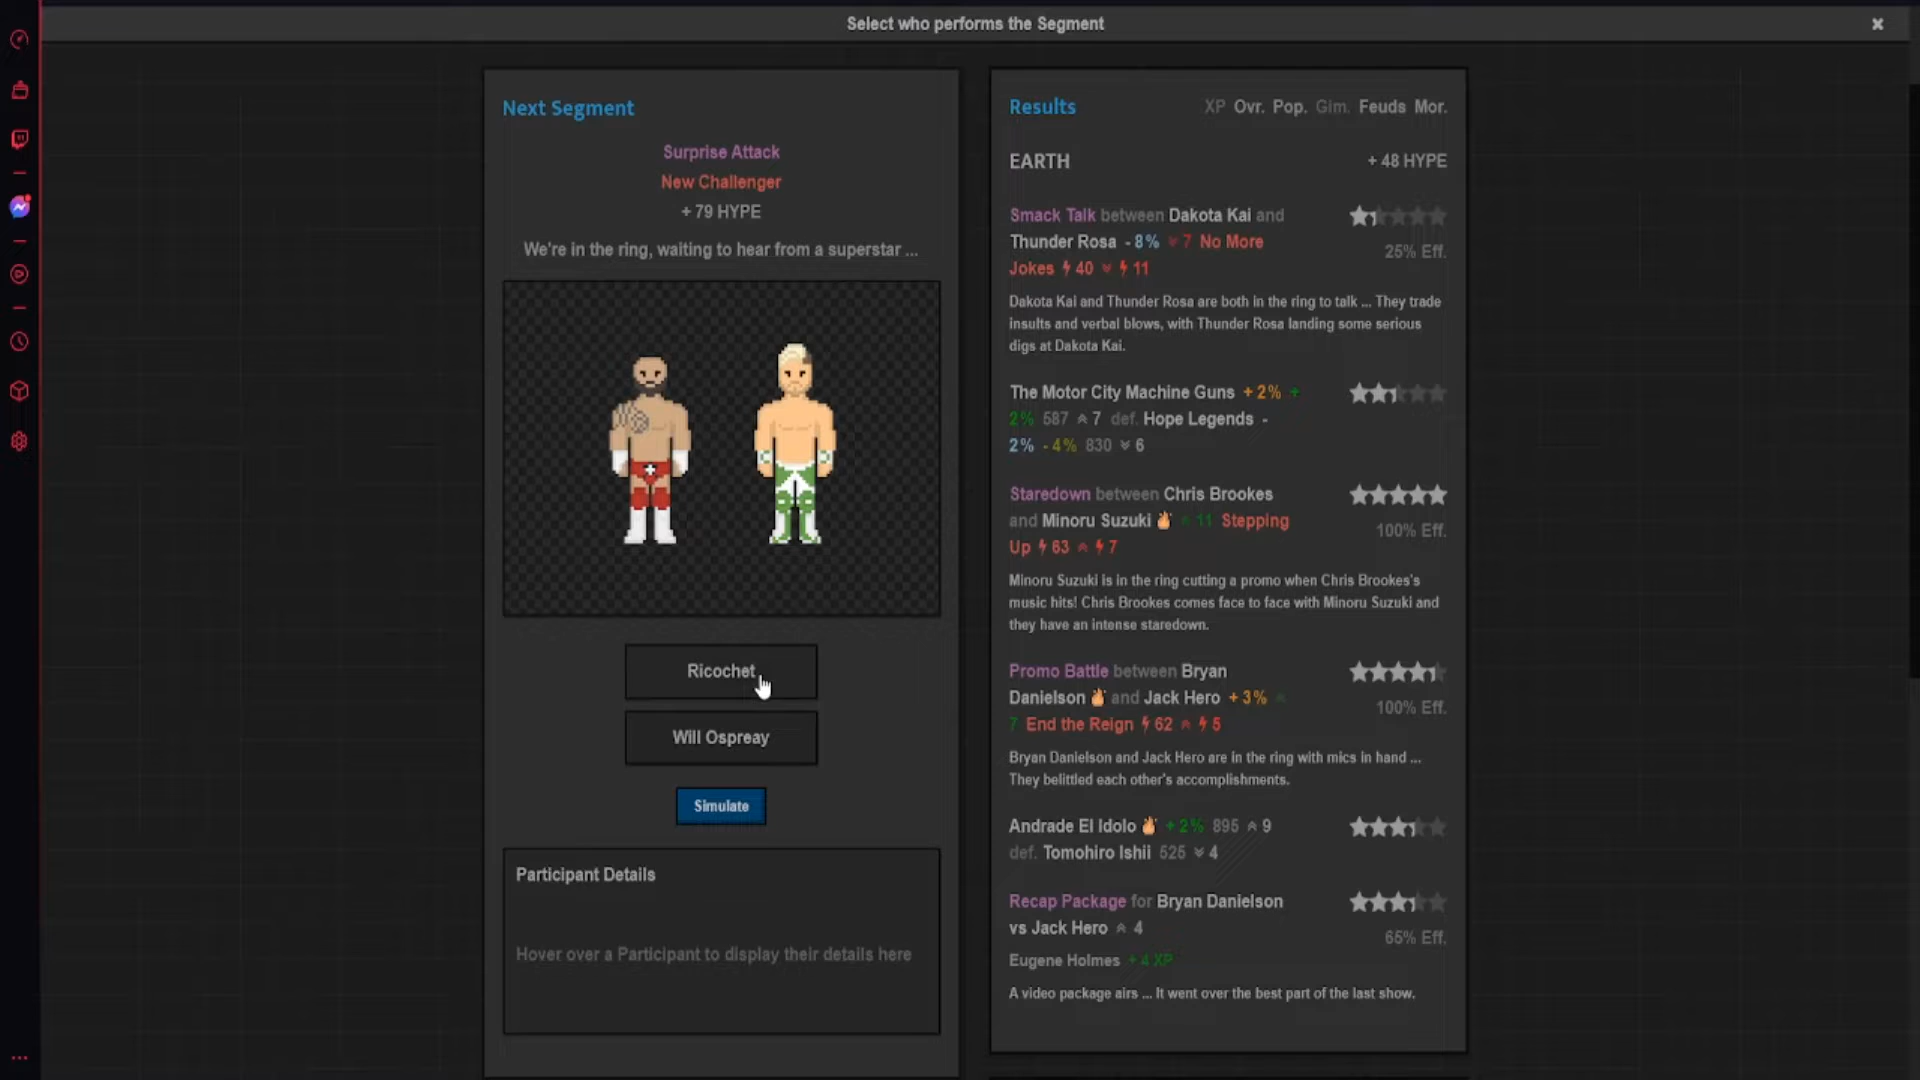 Select who performs the Segment
Next Segment
Surprise Attack
New Challenger
+ 79 HYPE
We're in the ring, waiting to hear from a superstar ...
Ricochet
Will Ospreay
Simulate
Participant Details
Hover over a Participant to display their details here
Results XP Ovr. Pop. Gim. Feuds Mor.
EARTH + 48 HYPE
Smack Talk between Dakota Kai and
Thunder Rosa - 8% 7 No More
Jokes 40 11
25% Eff.
Dakota Kai and Thunder Rosa are both in the ring to talk ... They trade
insults and verbal blows, with Thunder Rosa landing some serious
digs at Dakota Kai.
The Motor City Machine Guns + 2% +
2% 587 7 def. Hope Legends -
2% - 4% 830 6
Staredown between Chris Brookes
and Minoru Suzuki 11 Stepping
Up 63 7
100% Eff.
Minoru Suzuki is in the ring cutting a promo when Chris Brookes's
music hits! Chris Brookes comes face to face with Minoru Suzuki and
they have an intense staredown.
Promo Battle between Bryan
Danielson and Jack Hero + 3%
7 End the Reign 62 5
100% Eff.
Bryan Danielson and Jack Hero are in the ring with mics in hand ...
They belittled each other's accomplishments.
Andrade El Idolo + 2% 895 9
def. Tomohiro Ishii 525 4
Recap Package for Bryan Danielson
vs Jack Hero 4
65% Eff.
Eugene Holmes + 4 XP
A video package airs ... It went over the best part of the last show.